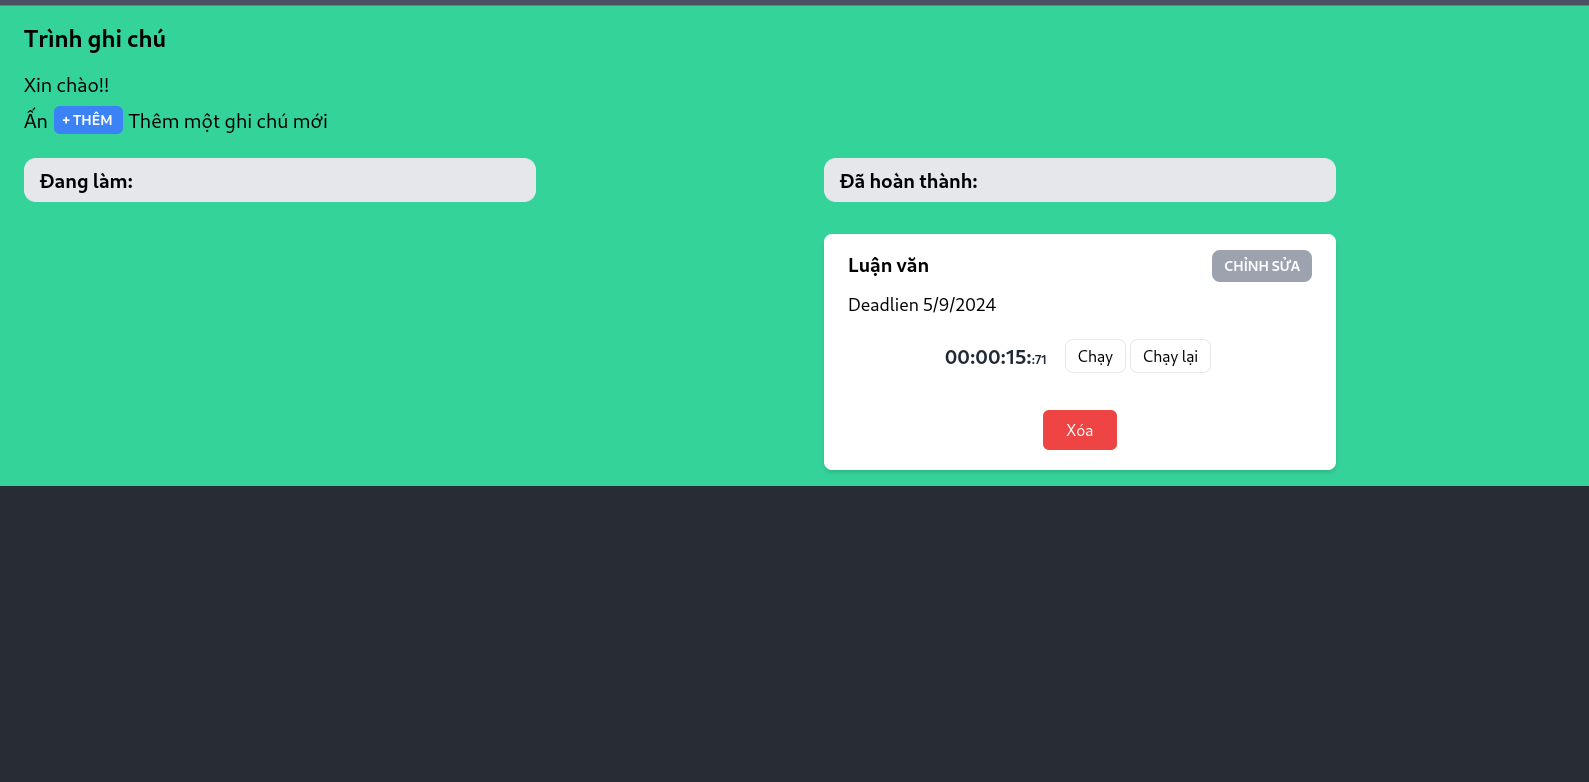 Trình ghi chú
Xin chào!!
Ấn + THÊM Thêm một ghi chú mới
Đang làm:
Đã hoàn thành:
Luận văn
CHỈNH SỬA
Deadlien 5/9/2024
00:00:15::71 Chạy Chạy lại
Xóa